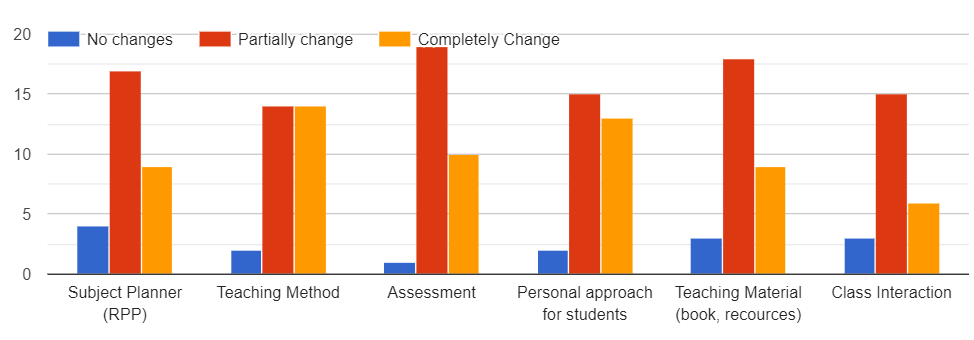 No changes Partially change Completely Change
20
15
10
5
0
Subject Planner (RPP)
Teaching Method
Assessment
Personal approach for students
Teaching Material (book, recources)
Class Interaction